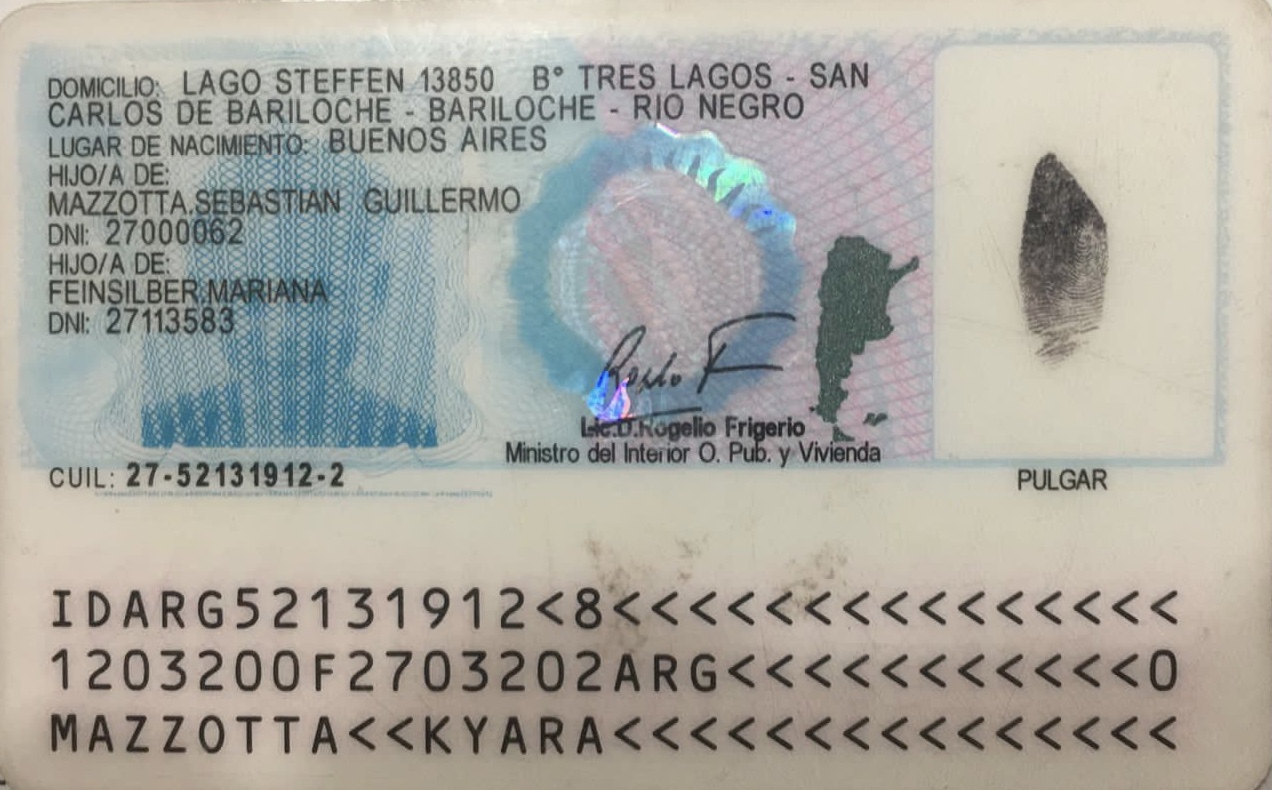 DOMICILIO: LAGO STEFFEN 13850 B° TRES LAGOS - SAN
CARLOS DE BARILOCHE - BARILOCHE - RIO NEGRO
LUGAR DE NACIMIENTO: BUENOS AIRES
HIJO/A DE:
MAZZOTTA,SEBASTIAN GUILLERMO
DNI: 27000062
HIJO/A DE:
FEINSILBER,MARIANA
DNI: 27113583
Lic.D.Rogelio Frigerio
Ministro del Interior O. Pub. y Vivienda
CUIL: 27-52131912-2
PULGAR
IDARG52131912<8<<<<<<<<<<<<<<<
1203200F2703202ARG<<<<<<<<<<<0
MAZZOTTA<<KYARA<<<<<<<<<<<<<<<